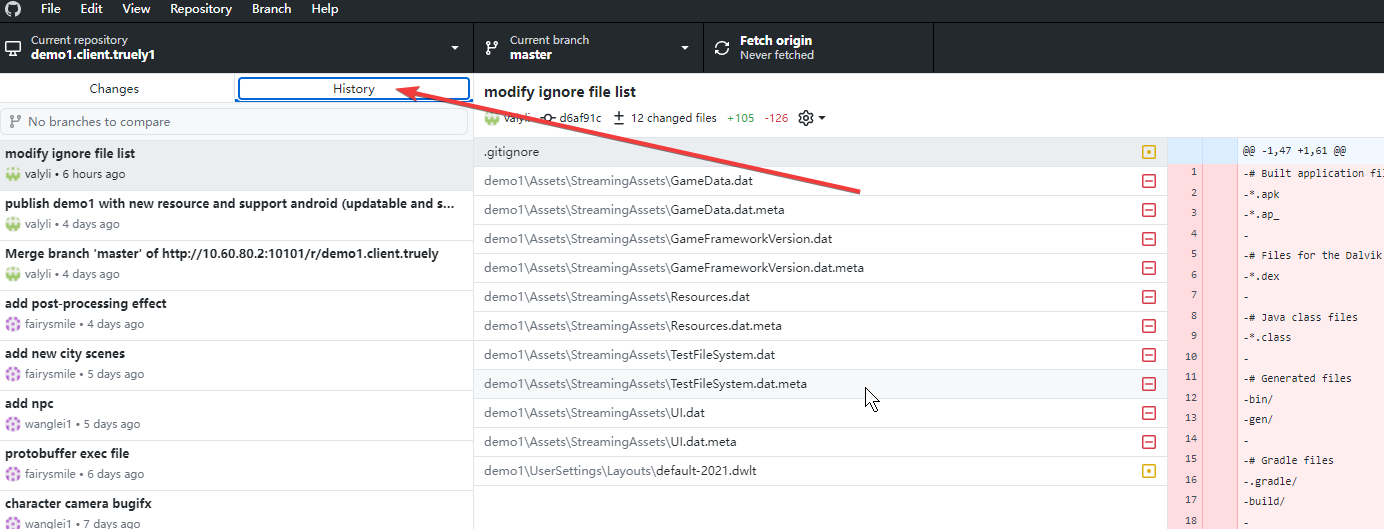 File Edit View Repository Branch Help
Current repository
demo1.client.truely1
Current branch
master
Fetch origin
Never fetched
Changes
History
No branches to compare
modify ignore file list
valyli • 6 hours ago
publish demo1 with new resource and support android (updatable and s...
valyli • 4 days ago
Merge branch 'master' of http://10.60.80.2:10101/r/demo1.client.truely
valyli • 4 days ago
add post-processing effect
fairysmile • 4 days ago
add new city scenes
fairysmile • 5 days ago
add npc
wanglei1 • 5 days ago
protobuffer exec file
fairysmile • 6 days ago
character camera bugifx
wanglei1 • 7 days ago
modify ignore file list
valyli d6af91c 12 changed files +105 -126
.gitignore
demo1\Assets\StreamingAssets\GameData.dat
demo1\Assets\StreamingAssets\GameData.dat.meta
demo1\Assets\StreamingAssets\GameFrameworkVersion.dat
demo1\Assets\StreamingAssets\GameFrameworkVersion.dat.meta
demo1\Assets\StreamingAssets\Resources.dat
demo1\Assets\StreamingAssets\Resources.dat.meta
demo1\Assets\StreamingAssets\TestFileSystem.dat
demo1\Assets\StreamingAssets\TestFileSystem.dat.meta
demo1\Assets\StreamingAssets\UI.dat
demo1\Assets\StreamingAssets\UI.dat.meta
demo1\UserSettings\Layouts\default-2021.dwlt
@@ -1,47 +1,61 @@
1 -# Built application fil
2 -*.apk
3 -*.ap_
4 -
5 -# Files for the Dalvik
6 -*.dex
7 -
8 -# Java class files
9 -*.class
10 -
11 -# Generated files
12 -bin/
13 -gen/
14 -
15 -# Gradle files
16 -.gradle/
17 -build/
18 -